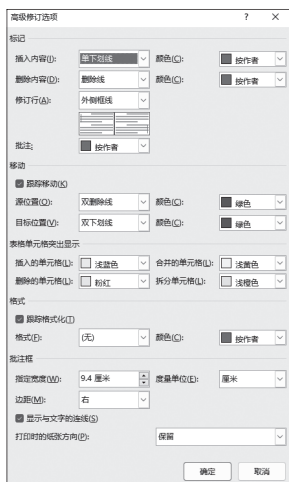 高级修订选项 ? ×
标记
插入内容(I): 单下划线 颜色(C): 按作者
删除内容(D): 删除线 颜色(C): 按作者
修订行(A): 外侧框线
批注: 按作者
移动
跟踪移动(K)
源位置(O): 双删除线 颜色(C): 绿色
目标位置(V): 双下划线 颜色(C): 绿色
表格单元格突出显示
插入的单元格(L): 浅蓝色 合并的单元格(L): 浅黄色
删除的单元格(L): 粉红 拆分单元格(L): 浅橙色
格式
跟踪格式化(T)
格式(F): (无) 颜色(C): 按作者
批注框
指定宽度(W): 9.4 厘米 度量单位(E): 厘米
边距(M): 右
显示与文字的连线(S)
打印时的纸张方向(P): 保留
确定 取消